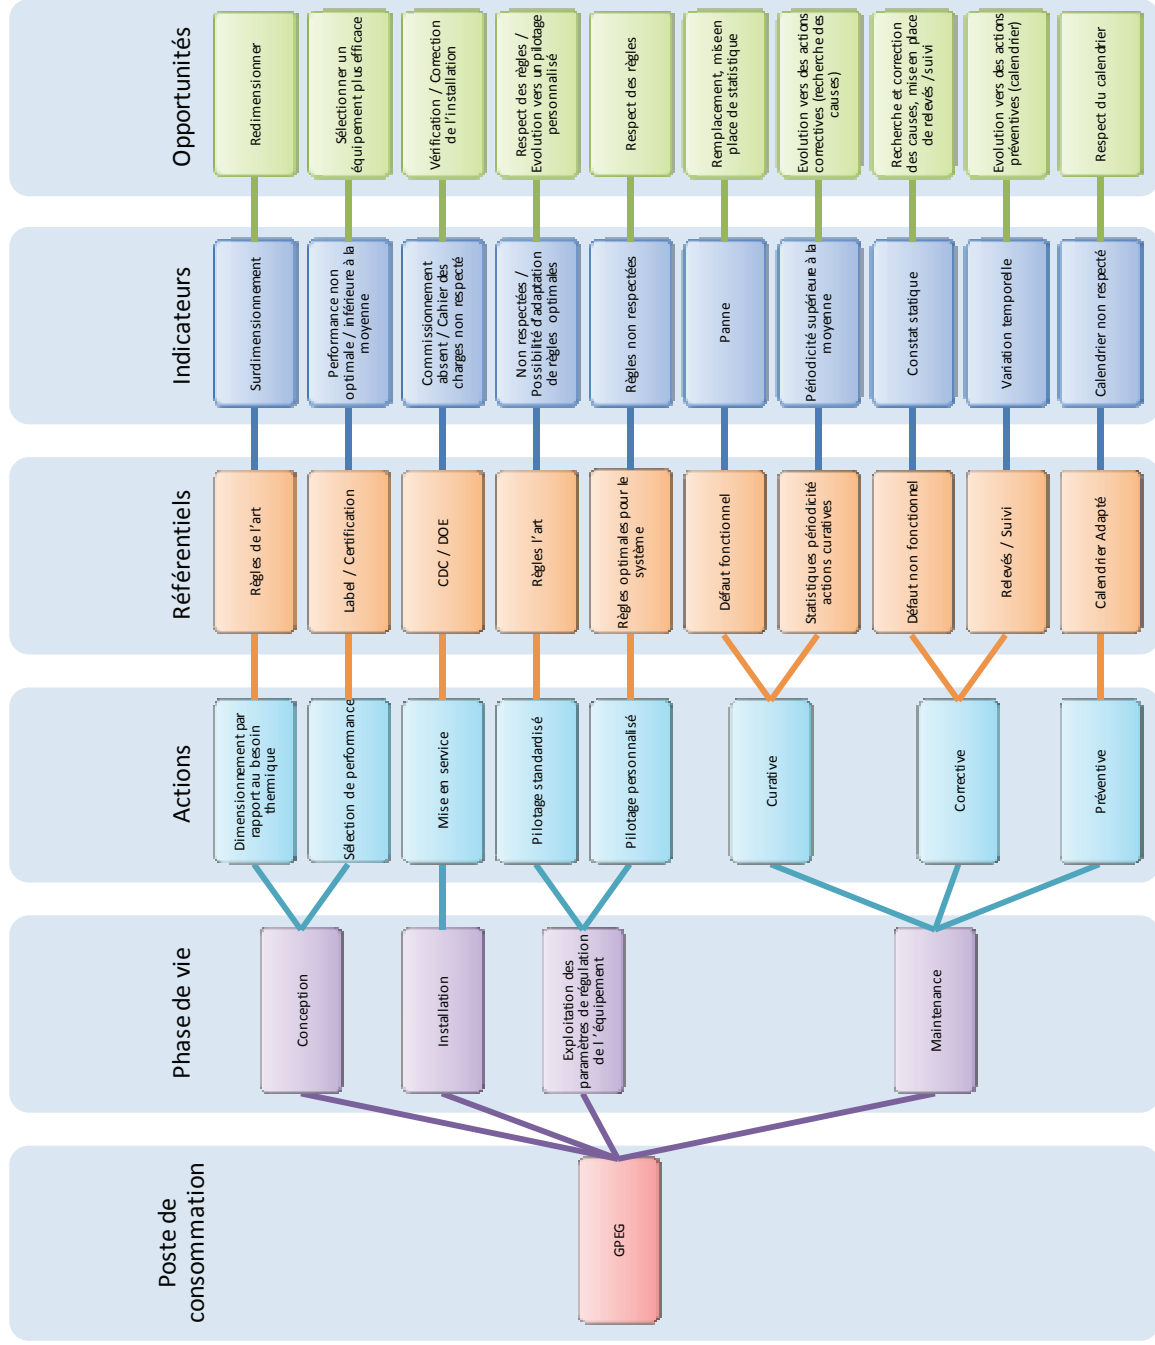 Poste de
consommation
Phase de vie
Actions
Référentiels
Indicateurs
Opportunités
GPEG
Conception
Installation
Exploitation des
paramètres de régulation
de l ’équipement
Maintenance
Dimensionnement par
rapport au besoin
thermique
Sélection de performance
Mise en service
Pilotage standardisé
Pilotage personnalisé
Curative
Corrective
Préventive
Règles de l’art
Label / Certification
CDC / DOE
Règles l’art
Règles optimales pour le
système
Défaut fonctionnel
Statistiques périodicité
actions curatives
Défaut non fonctionnel
Relevés / Suivi
Calendrier Adapté
Surdimensionnement
Performance non
optimale / inférieure à la
moyenne
Commissionnement
absent / Cahier des
charges non respecté
Non respectées /
Possibilité d’adaptation
de règles optimales
Règles non respectées
Panne
Périodicité supérieure à la
moyenne
Constat statique
Variation temporelle
Calendrier non respecté
Redimensionner
Sélectionner un
équipement plus efficace
Vérification / Correction
de l’installation
Respect des règles /
Evolution vers un pilotage
personnalisé
Respect des règles
Remplacement, mise en
place de statistique
Evolution vers des actions
correctives (recherche des
causes)
Recherche et correction
des causes, mise en place
de relevés / suivi
Evolution vers des actions
préventives (calendrier)
Respect du calendrier